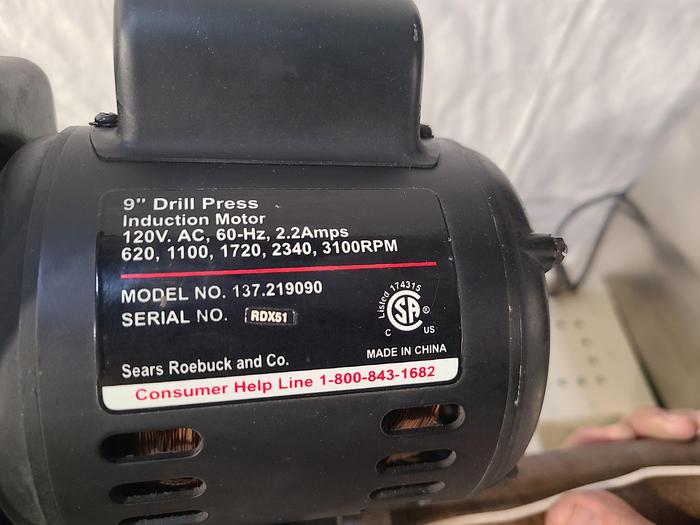 9" Drill Press
Induction Motor
120V. AC, 60-Hz, 2.2Amps
620, 1100, 1720, 2340, 3100RPM
MODEL NO. 137.219090
SERIAL NO. RDX51
Listed 174315
CSA ®
C US
Sears Roebuck and Co.
MADE IN CHINA
Consumer Help Line 1-800-843-1682